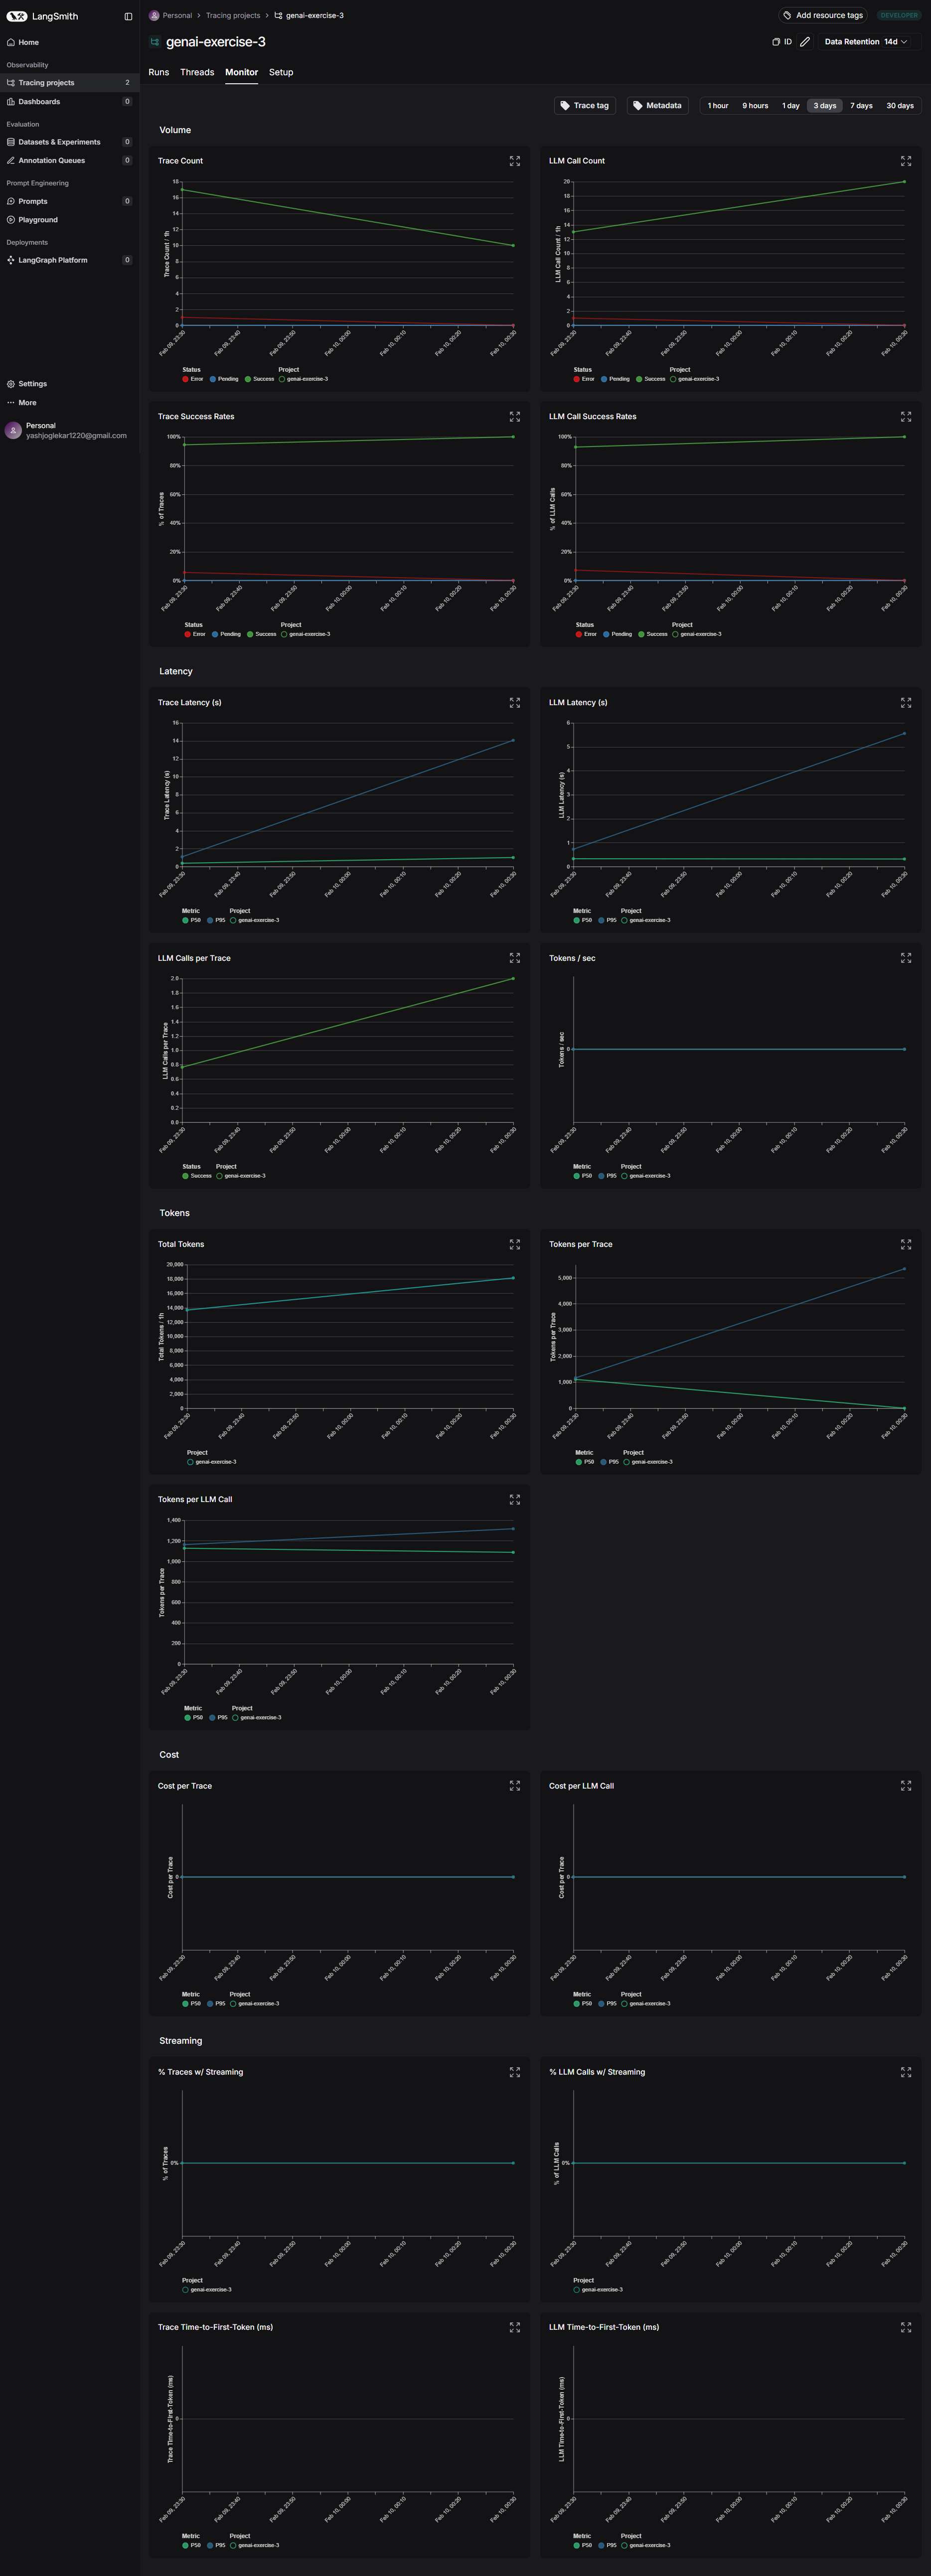 LangSmith
Home
Observability
Tracing projects 2
Dashboards 0
Evaluation
Datasets & Experiments 0
Annotation Queues 0
Prompt Engineering
Prompts 0
Playground
Deployments
LangGraph Platform 0
Settings
More
Personal
yashjoglekar1220@gmail.com
Personal > Tracing projects > genai-exercise-3
Add resource tags
DEVELOPER
genai-exercise-3
ID
Data Retention 14d
Runs Threads Monitor Setup
Trace tag Metadata 1 hour 9 hours 1 day 3 days 7 days 30 days
Volume
Trace Count
Trace Count / 1h
18
16
14
12
10
8
6
4
2
0
Feb 09, 23:30 Feb 09, 23:40 Feb 09, 23:50 Feb 10, 00:00 Feb 10, 00:10 Feb 10, 00:20 Feb 10, 00:30
Status Project
Error Pending Success genai-exercise-3
LLM Call Count
LLM Call Count / 1h
20
18
16
14
12
10
8
6
4
2
0
Feb 09, 23:30 Feb 09, 23:40 Feb 09, 23:50 Feb 10, 00:00 Feb 10, 00:10 Feb 10, 00:20 Feb 10, 00:30
Status Project
Error Pending Success genai-exercise-3
Trace Success Rates
% of Traces
100%
80%
60%
40%
20%
0%
Feb 09, 23:30 Feb 09, 23:40 Feb 09, 23:50 Feb 10, 00:00 Feb 10, 00:10 Feb 10, 00:20 Feb 10, 00:30
Status Project
Error Pending Success genai-exercise-3
LLM Call Success Rates
% of LLM Calls
100%
80%
60%
40%
20%
0%
Feb 09, 23:30 Feb 09, 23:40 Feb 09, 23:50 Feb 10, 00:00 Feb 10, 00:10 Feb 10, 00:20 Feb 10, 00:30
Status Project
Error Pending Success genai-exercise-3
Latency
Trace Latency (s)
Trace Latency (s)
16
14
12
10
8
6
4
2
0
Feb 09, 23:30 Feb 09, 23:40 Feb 09, 23:50 Feb 10, 00:00 Feb 10, 00:10 Feb 10, 00:20 Feb 10, 00:30
Metric Project
P50 P95 genai-exercise-3
LLM Latency (s)
LLM Latency (s)
6
5
4
3
2
1
0
Feb 09, 23:30 Feb 09, 23:40 Feb 09, 23:50 Feb 10, 00:00 Feb 10, 00:10 Feb 10, 00:20 Feb 10, 00:30
Metric Project
P50 P95 genai-exercise-3
LLM Calls per Trace
LLM Calls per Trace
2.0
1.8
1.6
1.4
1.2
1.0
0.8
0.6
0.4
0.2
0.0
Feb 09, 23:30 Feb 09, 23:40 Feb 09, 23:50 Feb 10, 00:00 Feb 10, 00:10 Feb 10, 00:20 Feb 10, 00:30
Status Project
Success genai-exercise-3
Tokens / sec
Tokens / sec
0
Feb 09, 23:30 Feb 09, 23:40 Feb 09, 23:50 Feb 10, 00:00 Feb 10, 00:10 Feb 10, 00:20 Feb 10, 00:30
Metric Project
P50 P95 genai-exercise-3
Tokens
Total Tokens
Total Tokens / 1h
20,000
18,000
16,000
14,000
12,000
10,000
8,000
6,000
4,000
2,000
0
Feb 09, 23:30 Feb 09, 23:40 Feb 09, 23:50 Feb 10, 00:00 Feb 10, 00:10 Feb 10, 00:20 Feb 10, 00:30
Project
genai-exercise-3
Tokens per Trace
Tokens per Trace
5,000
4,000
3,000
2,000
1,000
0
Feb 09, 23:30 Feb 09, 23:40 Feb 09, 23:50 Feb 10, 00:00 Feb 10, 00:10 Feb 10, 00:20 Feb 10, 00:30
Metric Project
P50 P95 genai-exercise-3
Tokens per LLM Call
Tokens per Trace
1,400
1,200
1,000
800
600
400
200
0
Feb 09, 23:30 Feb 09, 23:40 Feb 09, 23:50 Feb 10, 00:00 Feb 10, 00:10 Feb 10, 00:20 Feb 10, 00:30
Metric Project
P50 P95 genai-exercise-3
Cost
Cost per Trace
Cost per Trace
0
Feb 09, 23:30 Feb 09, 23:40 Feb 09, 23:50 Feb 10, 00:00 Feb 10, 00:10 Feb 10, 00:20 Feb 10, 00:30
Metric Project
P50 P95 genai-exercise-3
Cost per LLM Call
Cost per Trace
0
Feb 09, 23:30 Feb 09, 23:40 Feb 09, 23:50 Feb 10, 00:00 Feb 10, 00:10 Feb 10, 00:20 Feb 10, 00:30
Metric Project
P50 P95 genai-exercise-3
Streaming
% Traces w/ Streaming
% of Traces
0%
Feb 09, 23:30 Feb 09, 23:40 Feb 09, 23:50 Feb 10, 00:00 Feb 10, 00:10 Feb 10, 00:20 Feb 10, 00:30
Project
genai-exercise-3
% LLM Calls w/ Streaming
% of LLM Calls
0%
Feb 09, 23:30 Feb 09, 23:40 Feb 09, 23:50 Feb 10, 00:00 Feb 10, 00:10 Feb 10, 00:20 Feb 10, 00:30
Project
genai-exercise-3
Trace Time-to-First-Token (ms)
Trace Time-to-First-Token (ms)
0
Feb 09, 23:30 Feb 09, 23:40 Feb 09, 23:50 Feb 10, 00:00 Feb 10, 00:10 Feb 10, 00:20 Feb 10, 00:30
Metric Project
P50 P95 genai-exercise-3
LLM Time-to-First-Token (ms)
LLM Time-to-First-Token (ms)
0
Feb 09, 23:30 Feb 09, 23:40 Feb 09, 23:50 Feb 10, 00:00 Feb 10, 00:10 Feb 10, 00:20 Feb 10, 00:30
Metric Project
P50 P95 genai-exercise-3